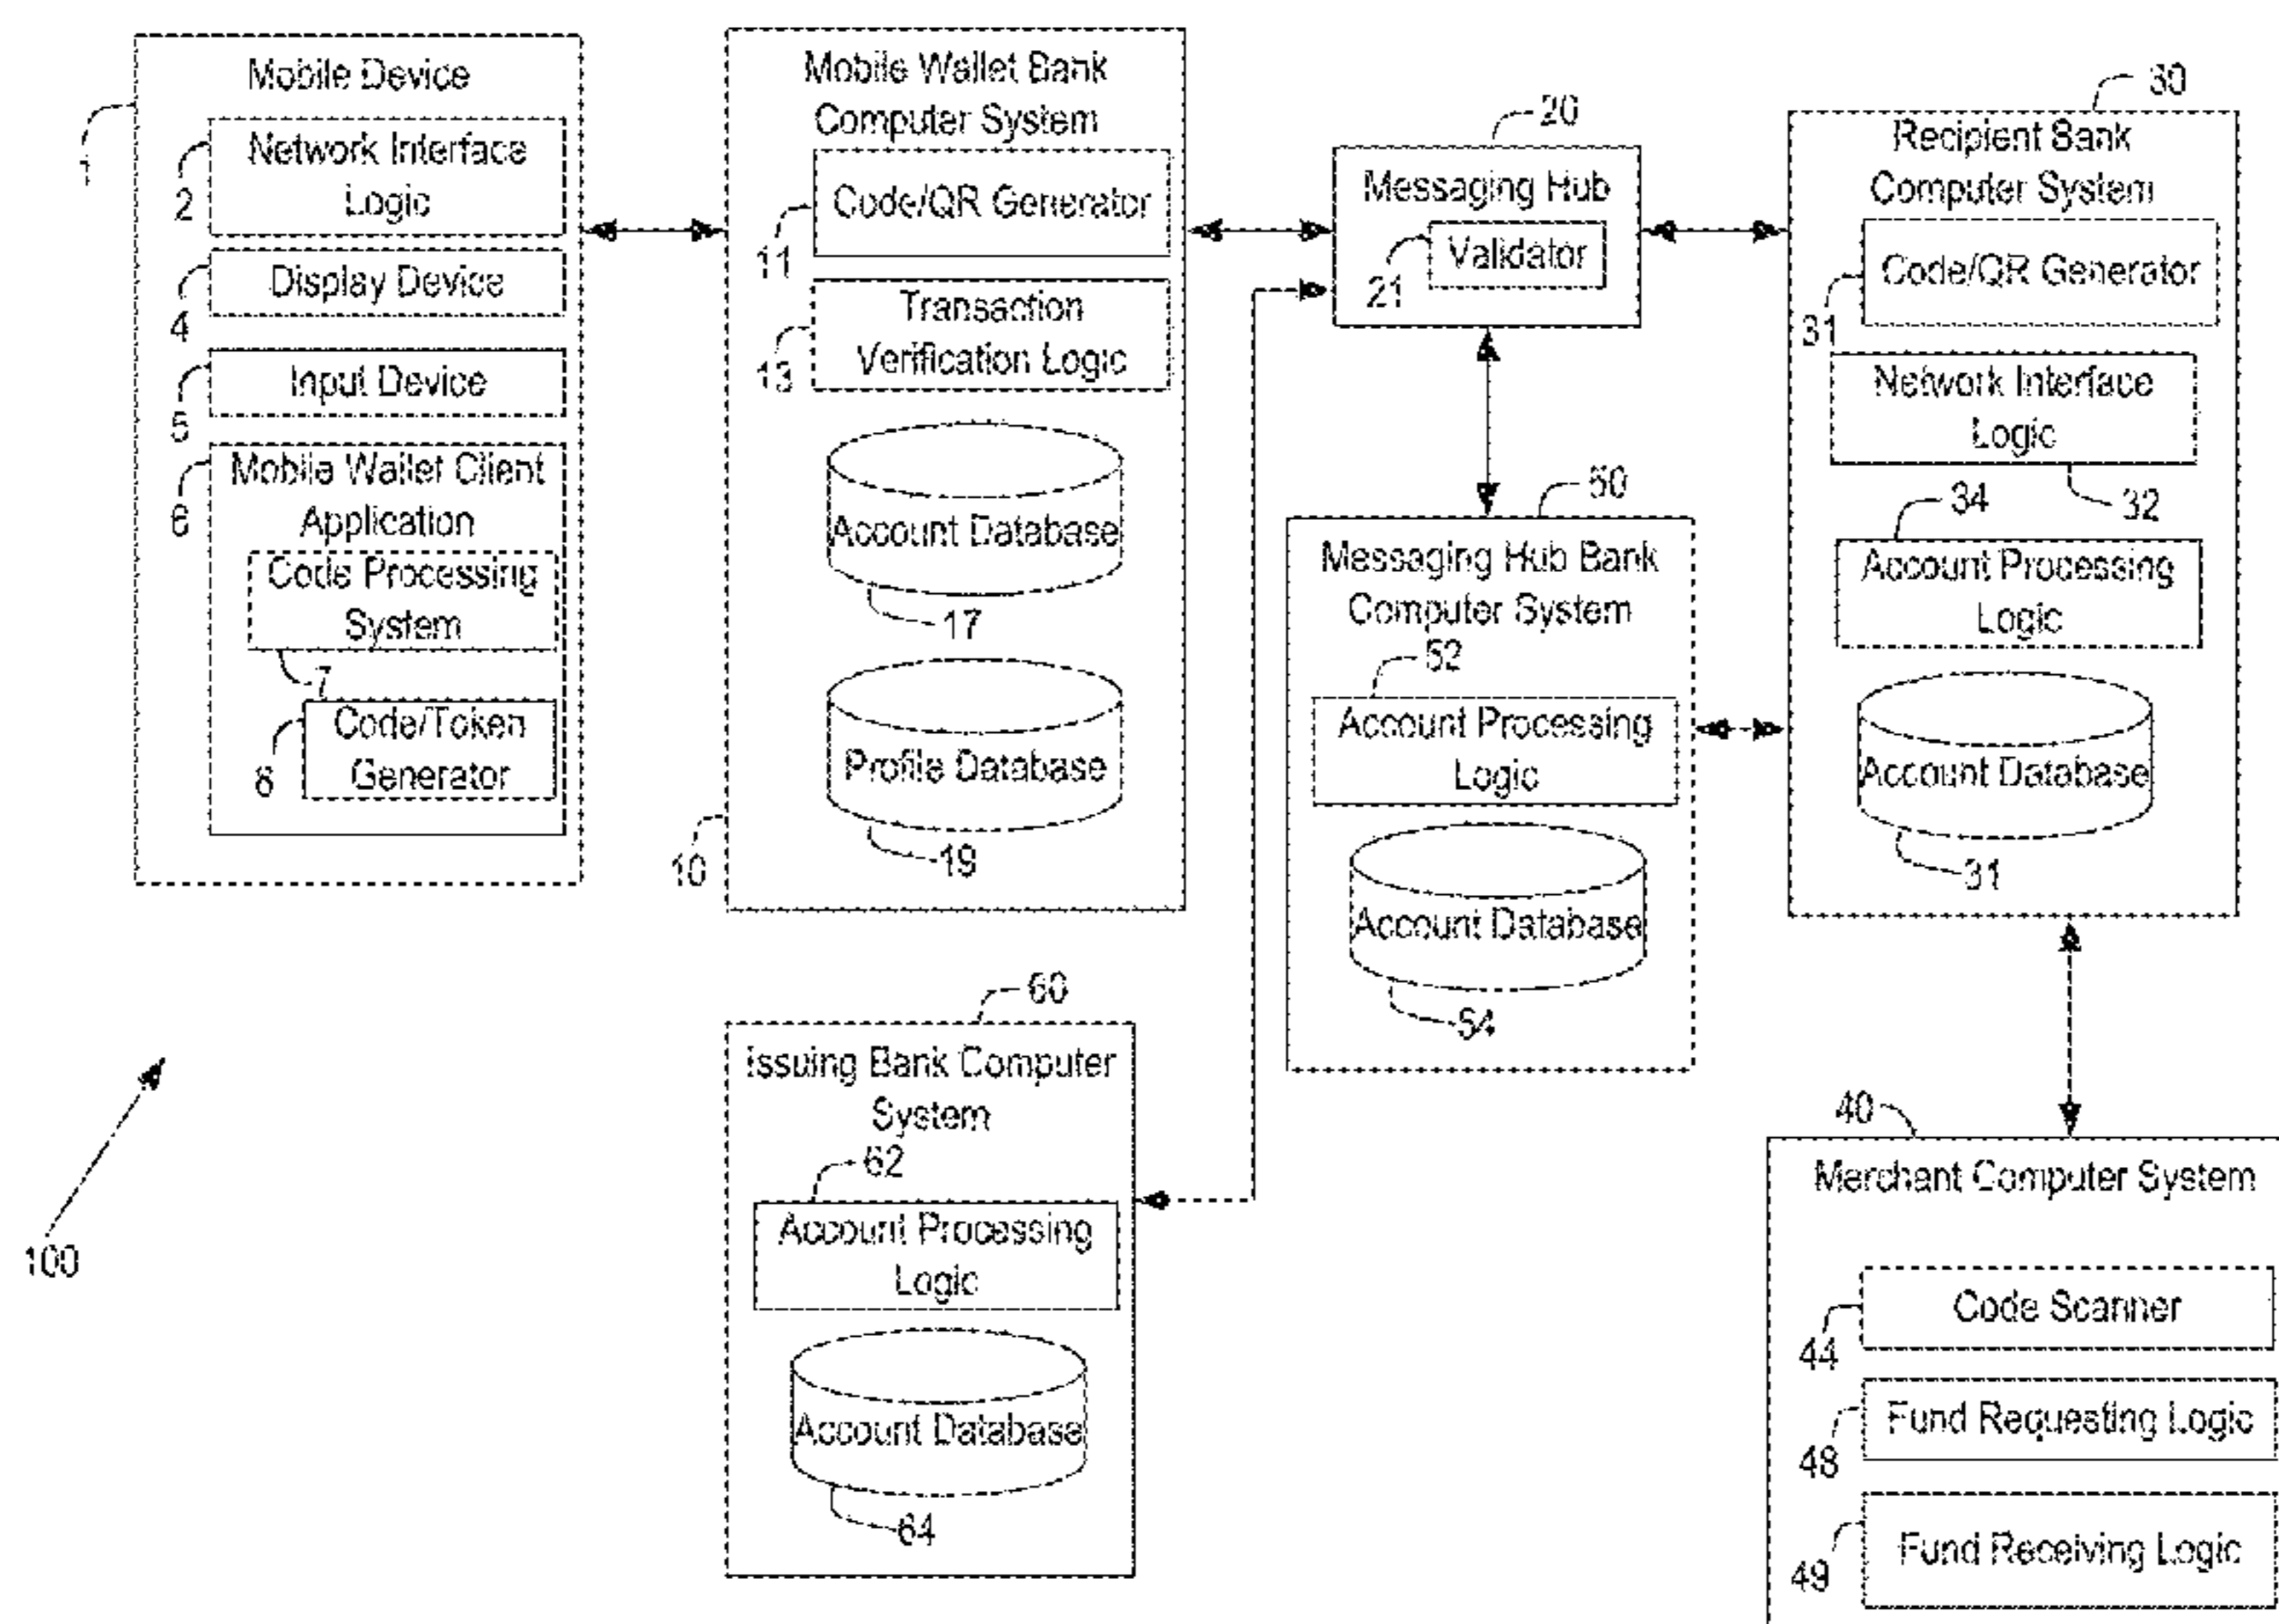 Mobile Device
1
Network Interface
Logic
2
Display Device
4
Input Device
5
Mobile Wallet Client
Application
6
Code Processing
System
7
Code/Token
Generator
8
Mobile Wallet Bank
Computer System
Code/QR Generator
11
Transaction
Verification Logic
13
Account Database
17
Profile Database
19
10
20
Messaging Hub
Validator
21
30
Recipient Bank
Computer System
Code/QR Generator
31
Network Interface
Logic
32
34
Account Processing
Logic
Account Database
31
50
Messaging Hub Bank
Computer System
52
Account Processing
Logic
Account Database
54
60
Issuing Bank Computer
System
62
Account Processing
Logic
Account Database
64
40
Merchant Computer System
Code Scanner
44
Fund Requesting Logic
48
Fund Receiving Logic
49
100